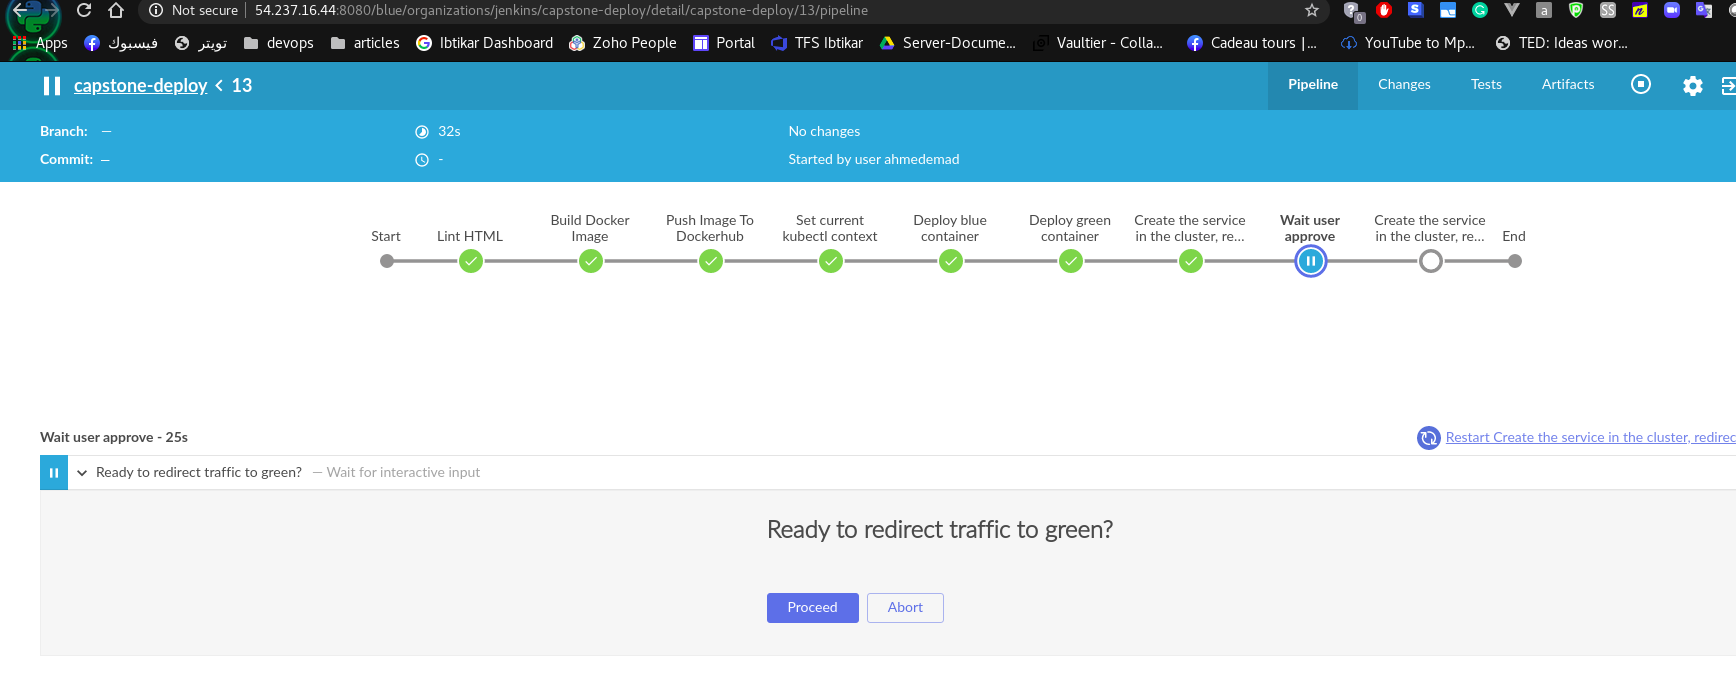 Not secure | 54.237.16.44:8080/blue/organizations/jenkins/capstone-deploy/detail/capstone-deploy/13/pipeline
Apps فيسبوك تويتر devops articles Ibtikar Dashboard Zoho People Portal TFS Ibtikar Server-Docume... Vaultier - Colla... Cadeau tours |... YouTube to Mp... TED: Ideas wor...
capstone-deploy < 13 Pipeline Changes Tests Artifacts
Branch: — 32s No changes
Commit: — - Started by user ahmedemad
Start
Lint HTML
Build Docker
Image
Push Image To
Dockerhub
Set current
kubectl context
Deploy blue
container
Deploy green
container
Create the service
in the cluster, re...
Wait user
approve
Create the service
in the cluster, re...
End
Wait user approve - 25s Restart Create the service in the cluster, redirec
Ready to redirect traffic to green? — Wait for interactive input
Ready to redirect traffic to green?
Proceed Abort